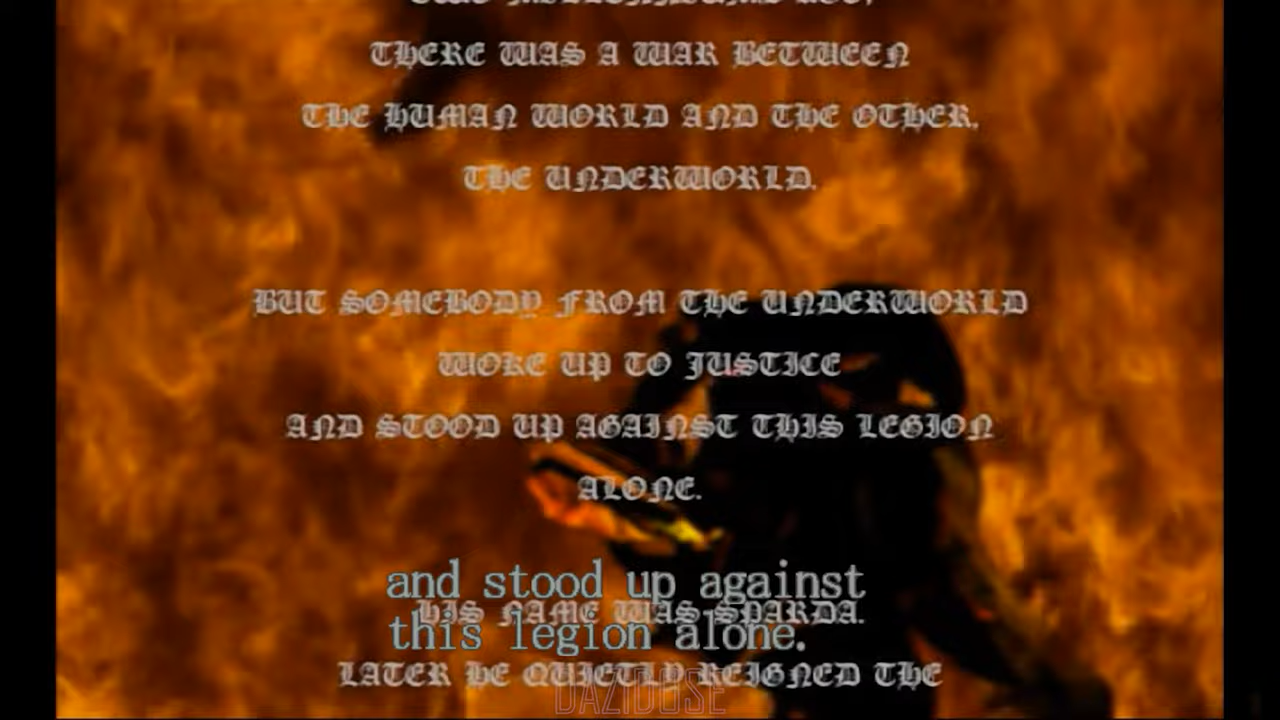 THERE WAS A WAR BETWEEN
THE HUMAN WORLD AND THE OTHER,
THE UNDERWORLD.
BUT SOMEBODY FROM THE UNDERWORLD
WOKE UP TO JUSTICE
AND STOOD UP AGAINST THIS LEGION
ALONE.
and stood up against
HIS NAME WAS SPARDA.
this legion alone.
LATER HE QUIETLY REIGNED THE
DAZIDOSE